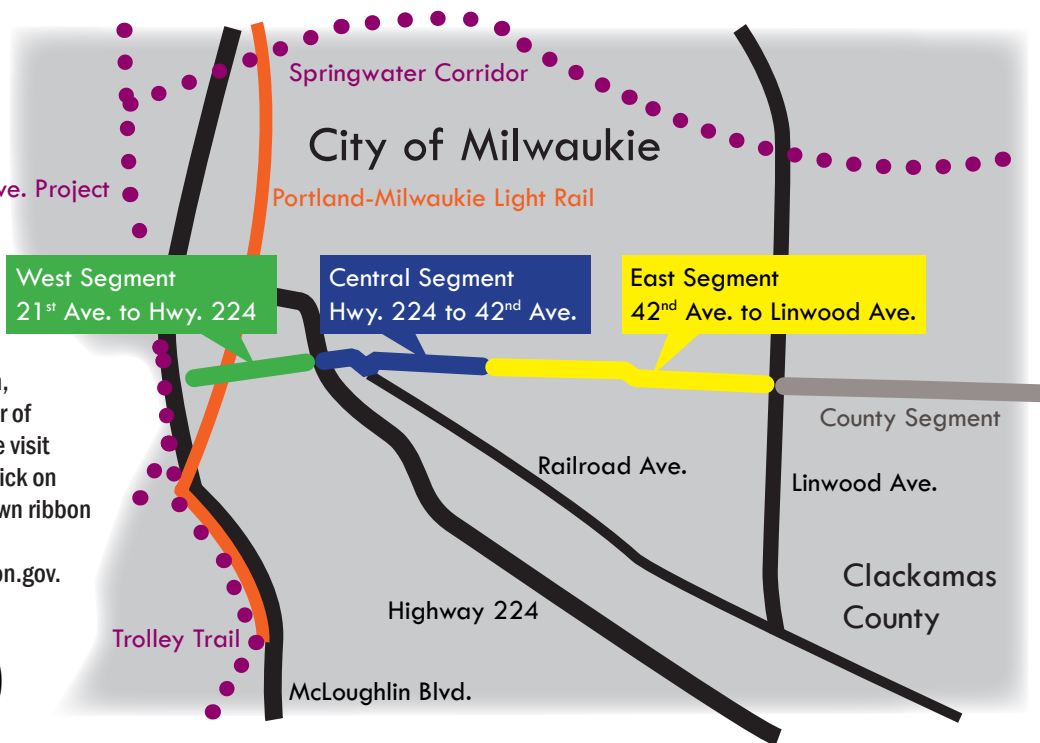 Springwater Corridor
City of Milwaukie
ve. Project
Portland-Milwaukie Light Rail
West Segment
21st Ave. to Hwy. 224
Central Segment
Hwy. 224 to 42nd Ave.
East Segment
42nd Ave. to Linwood Ave.
r of
e visit
ick on
wn ribbon
on.gov.
County Segment
Railroad Ave.
Linwood Ave.
Highway 224
Clackamas
County
Trolley Trail
McLoughlin Blvd.